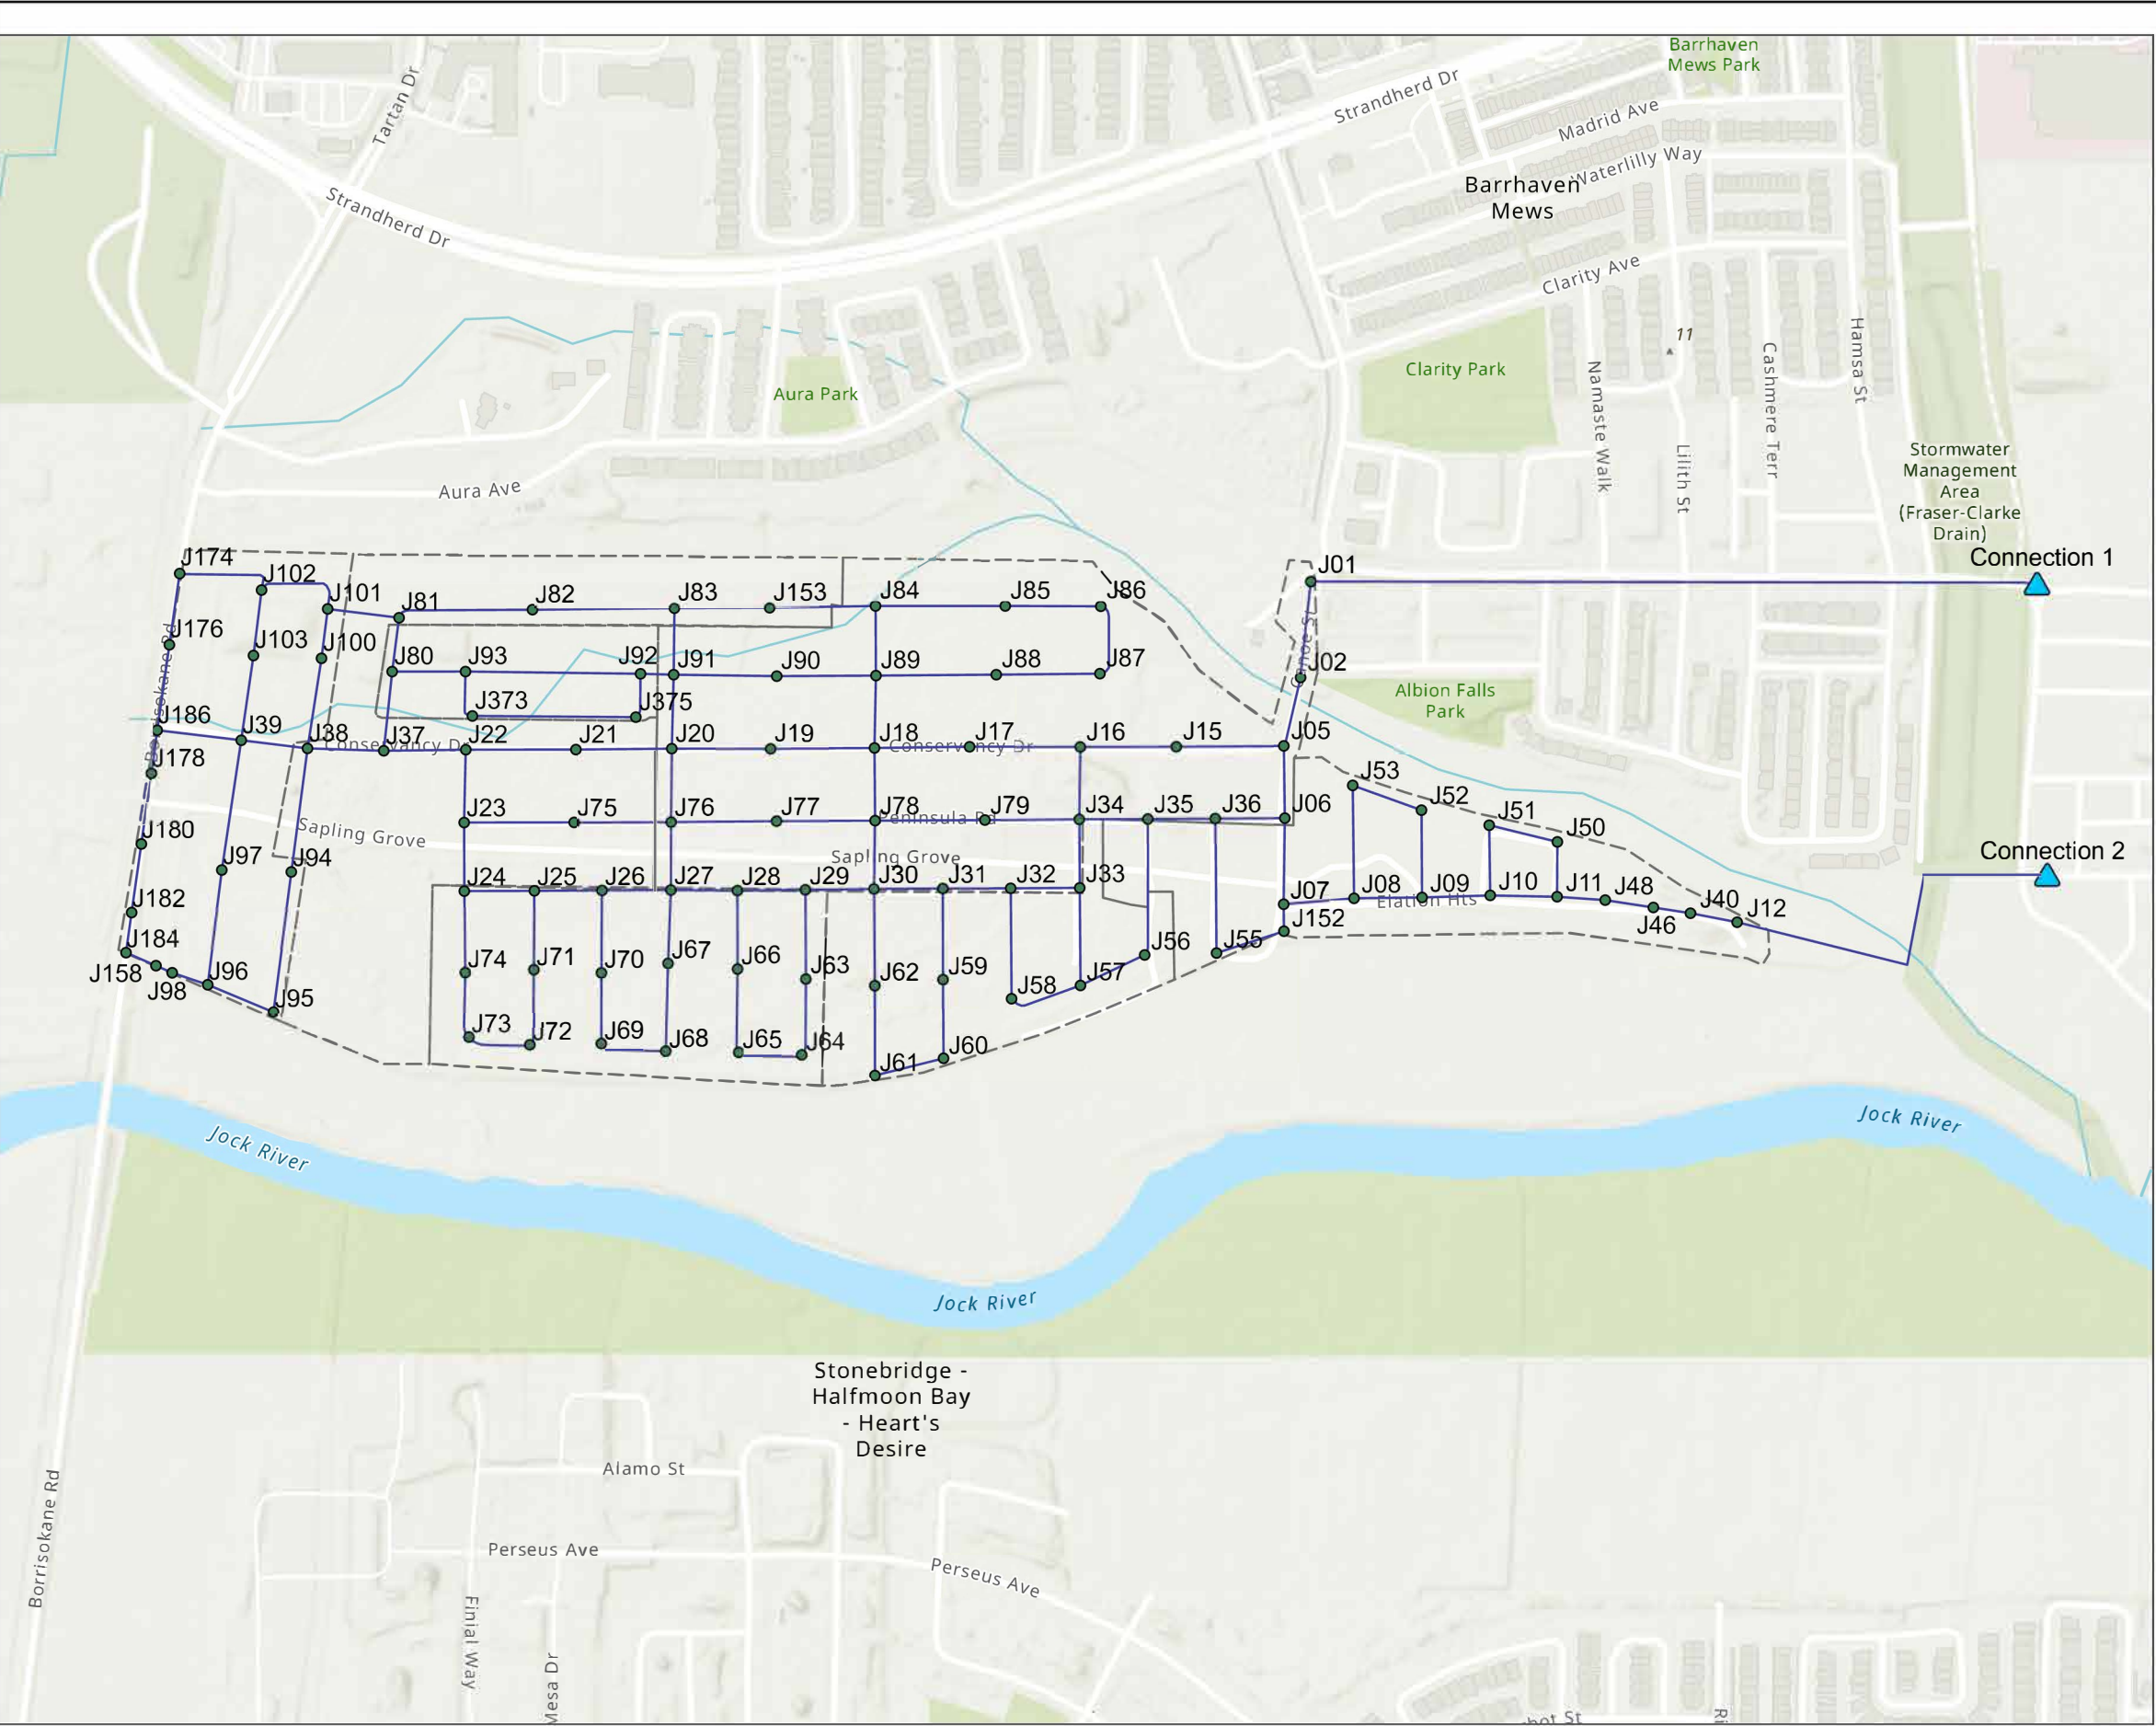 Barrhaven
Mews Park
Tartan Dr
Strandherd Dr
Madrid Ave
Waterlilly Way
Barrhaven
Mews
Strandherd Dr
Clarity Ave
11
Hamsa St
Cashmere Terr
Namaste Walk
Clarity Park
Aura Park
Lilith St
Stormwater
Management
Area
(Fraser-Clarke
Drain)
Aura Ave
Connection 1
J174
J102
J101
J81
J82
J83
J153
J84
J85
J86
J01
J176
J103
J100
J80
J93
J92
J91
J90
J89
J88
J87
J02
Canoe St
Borrisokane Rd
J373
J375
Albion Falls
Park
J186
J39
J38
J37
J22
J21
J20
J19
J18
J17
J16
J15
J05
Conservancy Dr
Conservancy Dr
J178
J53
J52
J51
J50
J23
J75
J76
J77
J78
J79
J34
J35
J36
J06
Peninsula Rd
J180
Sapling Grove
Sapling Grove
Connection 2
J97
J94
J24
J25
J26
J27
J28
J29
J30
J31
J32
J33
J07
J08
J09
J10
J11
J48
J46
J40
J12
Elation Hts
J182
J152
J184
J158
J98
J96
J95
J74
J71
J70
J67
J66
J63
J62
J59
J58
J57
J56
J55
J73
J72
J69
J68
J65
J64
J61
J60
Jock River
Jock River
Jock River
Stonebridge -
Halfmoon Bay
- Heart's
Desire
Alamo St
Borrisokane Rd
Perseus Ave
Perseus Ave
Finial Way
Mesa Dr